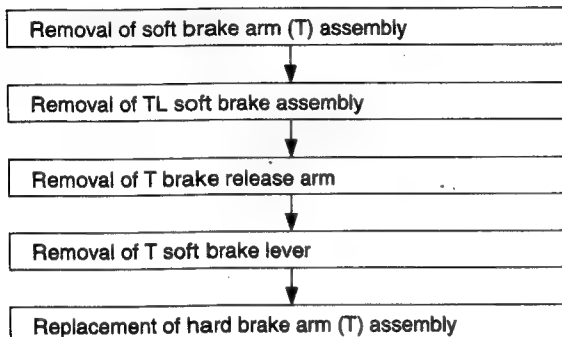 Removal of soft brake arm (T) assembly
Removal of TL soft brake assembly
Removal of T brake release arm
Removal of T soft brake lever
Replacement of hard brake arm (T) assembly